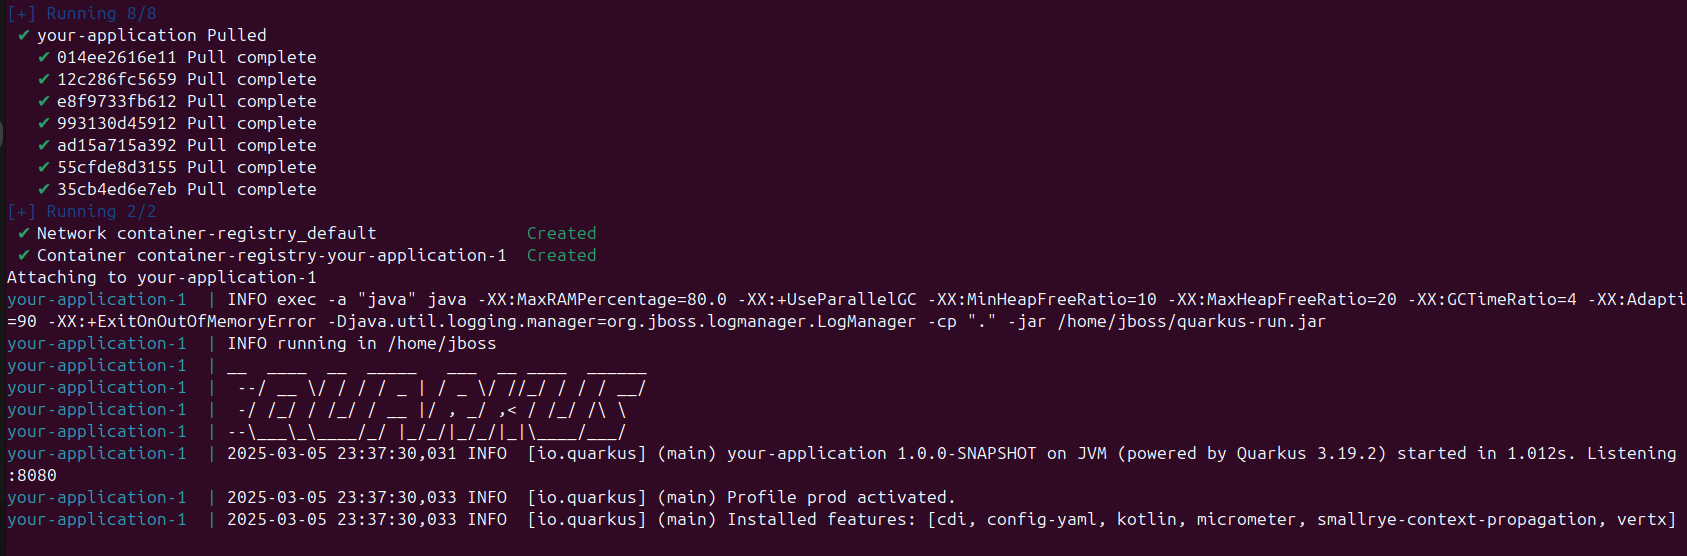 [+] Running 8/8
✔ your-application Pulled
✔ 014ee2616e11 Pull complete
✔ 12c286fc5659 Pull complete
✔ e8f9733fb612 Pull complete
✔ 993130d45912 Pull complete
✔ ad15a715a392 Pull complete
✔ 55cfde8d3155 Pull complete
✔ 35cb4ed6e7eb Pull complete
[+] Running 2/2
✔ Network container-registry_default Created
✔ Container container-registry-your-application-1 Created
Attaching to your-application-1
your-application-1 | INFO exec -a "java" java -XX:MaxRAMPercentage=80.0 -XX:+UseParallelGC -XX:MinHeapFreeRatio=10 -XX:MaxHeapFreeRatio=20 -XX:GCTimeRatio=4 -XX:Adapti
=90 -XX:+ExitOnOutOfMemoryError -Djava.util.logging.manager=org.jboss.logmanager.LogManager -cp "." -jar /home/jboss/quarkus-run.jar
your-application-1 | INFO running in /home/jboss
your-application-1 | __  ____  __  _____   ___  __ ____  ______
your-application-1 |  --/ __ \/ / / / _ | / _ \/ //_/ / / / __/
your-application-1 |  -/ /_/ / /_/ / __ |/ , _/ ,< / /_/ /\ \
your-application-1 | --\___\_\____/_/ |_/_/|_/_/|_|\____/___/
your-application-1 | 2025-03-05 23:37:30,031 INFO  [io.quarkus] (main) your-application 1.0.0-SNAPSHOT on JVM (powered by Quarkus 3.19.2) started in 1.012s. Listening
:8080
your-application-1 | 2025-03-05 23:37:30,033 INFO  [io.quarkus] (main) Profile prod activated.
your-application-1 | 2025-03-05 23:37:30,033 INFO  [io.quarkus] (main) Installed features: [cdi, config-yaml, kotlin, micrometer, smallrye-context-propagation, vertx]